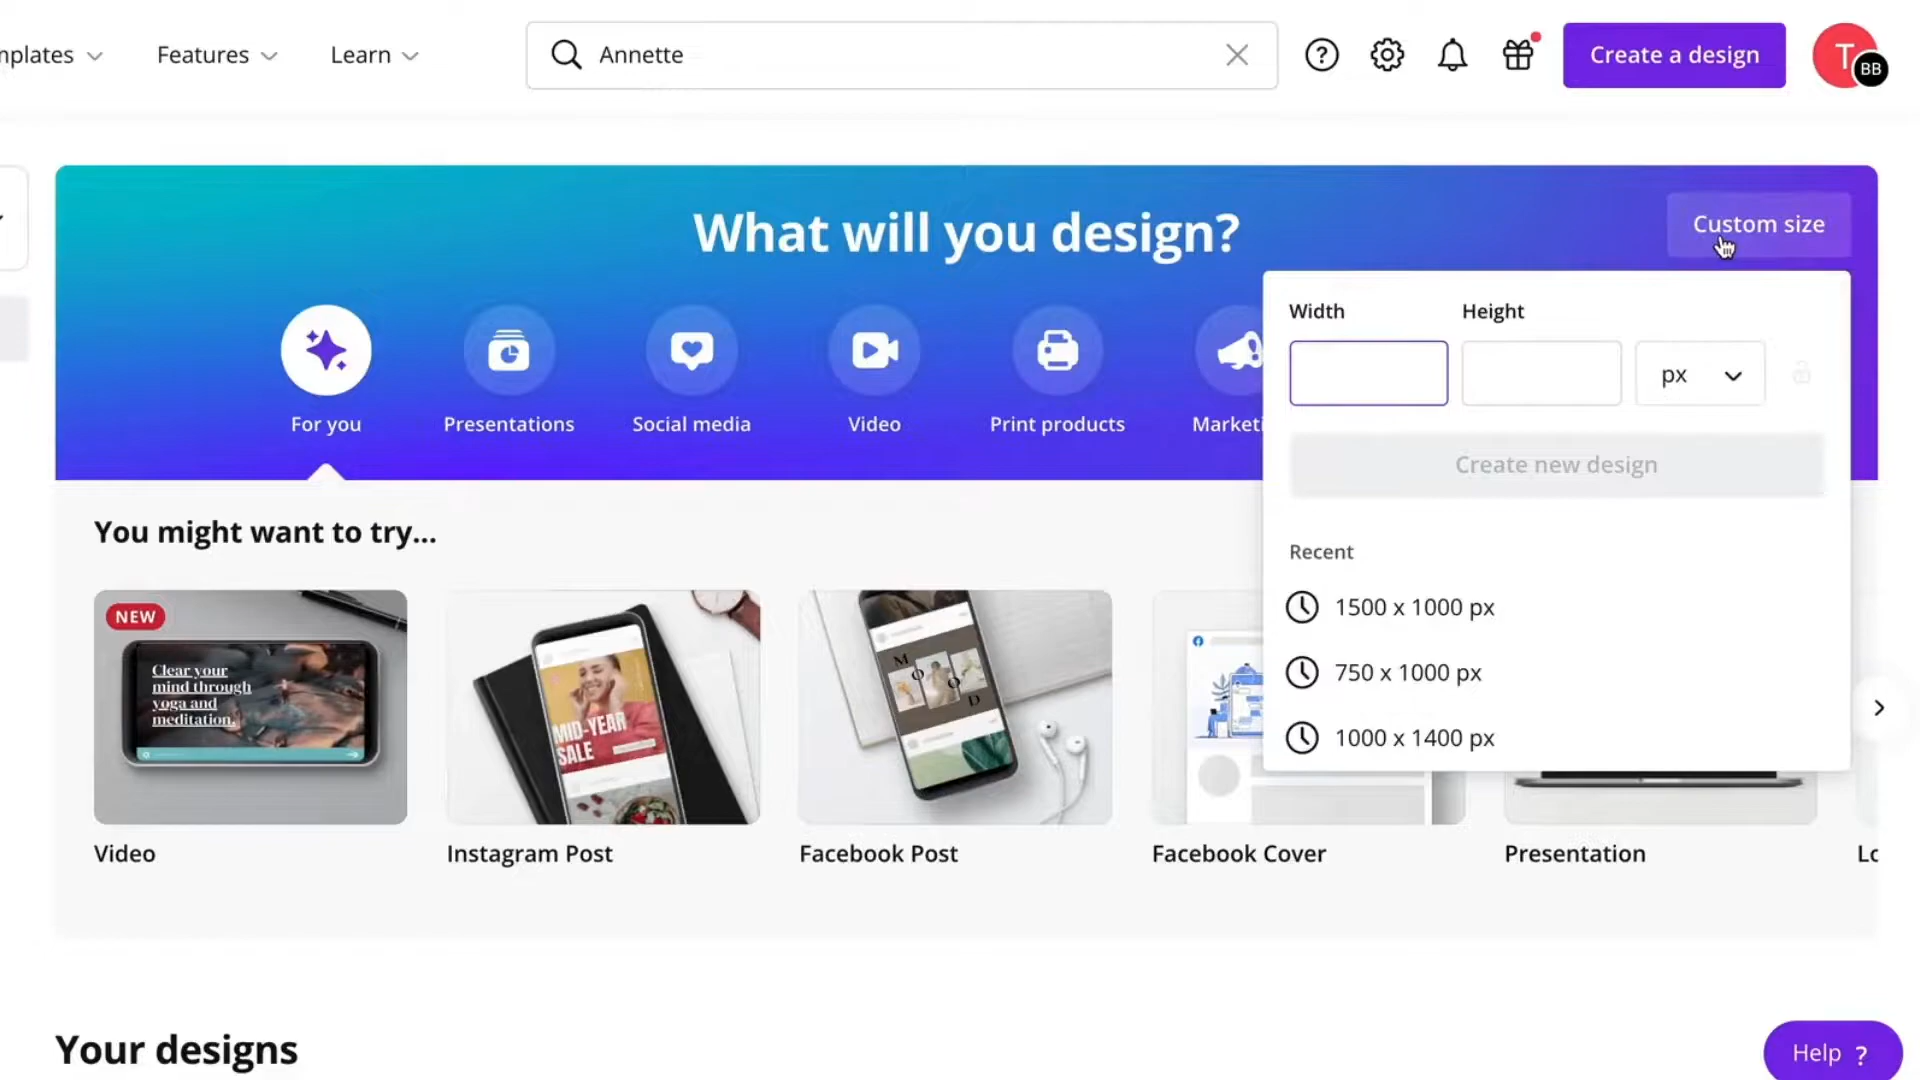 mplates
Features
Learn
Annette
Create a design
T
BB
What will you design?
Custom size
For you
Presentations
Social media
Video
Print products
Marketi
Width
Height
px
Create new design
Recent
1500 x 1000 px
750 x 1000 px
1000 x 1400 px
You might want to try...
NEW
Clear your
mind through
yoga and
meditation.
MID-YEAR
SALE
M
O
O
D
Video
Instagram Post
Facebook Post
Facebook Cover
Presentation
Lo
Your designs
Help ?